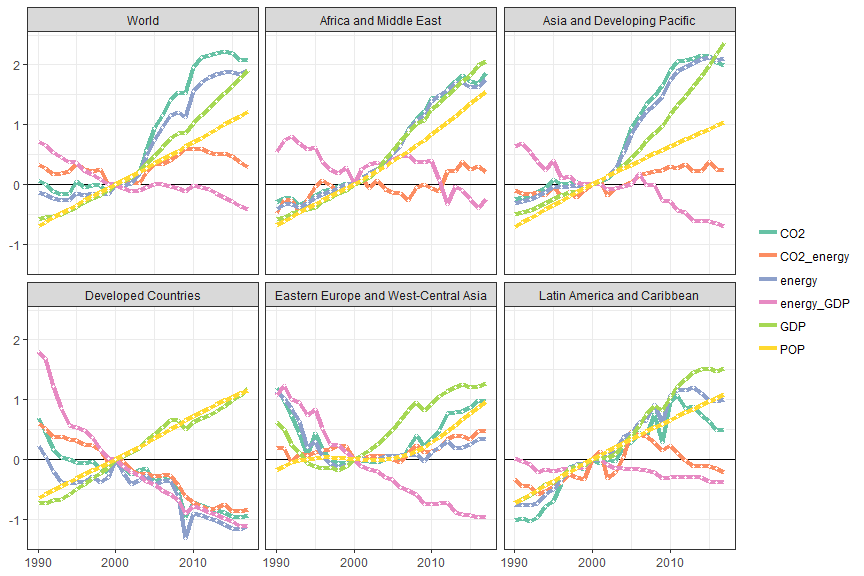 World
Africa and Middle East
Asia and Developing Pacific
2
1
0
-1
Developed Countries
Eastern Europe and West-Central Asia
Latin America and Caribbean
2
1
0
-1
1990 2000 2010
1990 2000 2010
1990 2000 2010
CO2
CO2_energy
energy
energy_GDP
GDP
POP